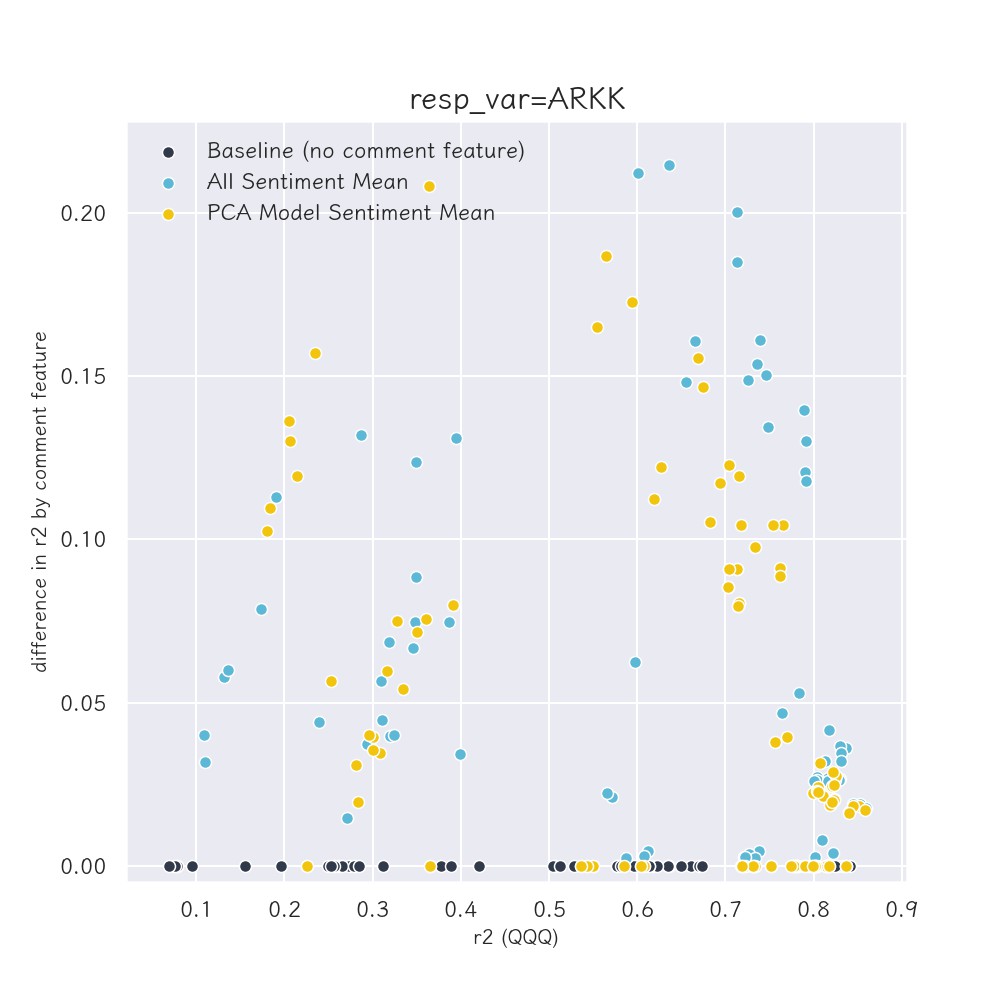 resp_var=ARKK
Baseline (no comment feature)
All Sentiment Mean
PCA Model Sentiment Mean
difference in r2 by comment feature
0.20
0.15
0.10
0.05
0.00
0.1 0.2 0.3 0.4 0.5 0.6 0.7 0.8 0.9
r2 (QQQ)